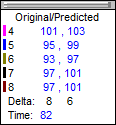 Original/Predicted
4 101 , 103
5 95 , 99
6 93 , 97
7 97 , 101
8 97 , 101
Delta: 8 6
Time: 82